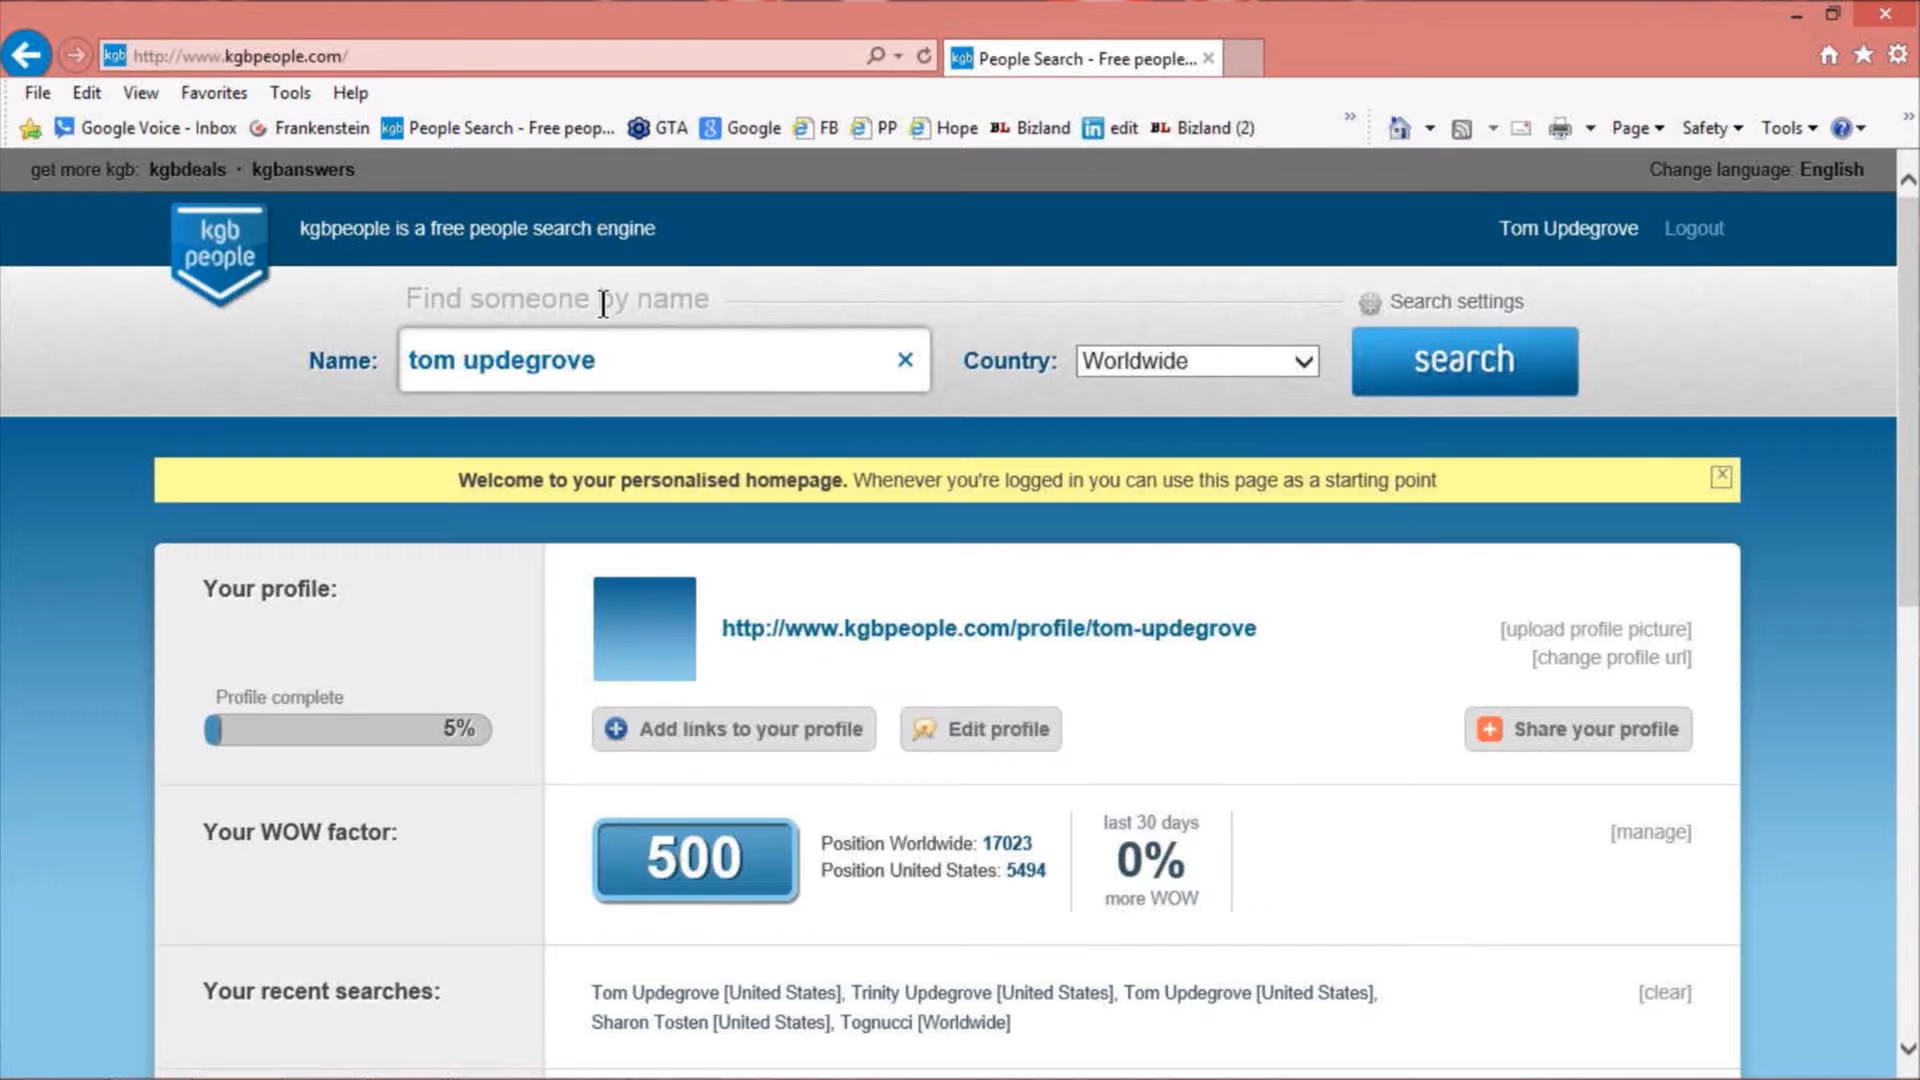 kgb http://www.kgbpeople.com/
kgb People Search - Free people...
File Edit View Favorites Tools Help
Google Voice - Inbox Frankenstein kgb People Search - Free peop... GTA 8 Google FB PP Hope BL Bizland in edit BL Bizland (2) » Page Safety Tools ? »
get more kgb: kgbdeals · kgbanswers
Change language: English
kgb
people
kgbpeople is a free people search engine
Tom Updegrove Logout
Find someone by name
Search settings
Name: tom updegrove × Country: Worldwide search
Welcome to your personalised homepage. Whenever you're logged in you can use this page as a starting point
Your profile:
http://www.kgbpeople.com/profile/tom-updegrove
[upload profile picture]
[change profile url]
Profile complete
5%
Add links to your profile Edit profile Share your profile
Your WOW factor:
500
Position Worldwide: 17023
Position United States: 5494
last 30 days
0%
more WOW
[manage]
Your recent searches:
Tom Updegrove [United States], Trinity Updegrove [United States], Tom Updegrove [United States],
Sharon Tosten [United States], Tognucci [Worldwide]
[clear]